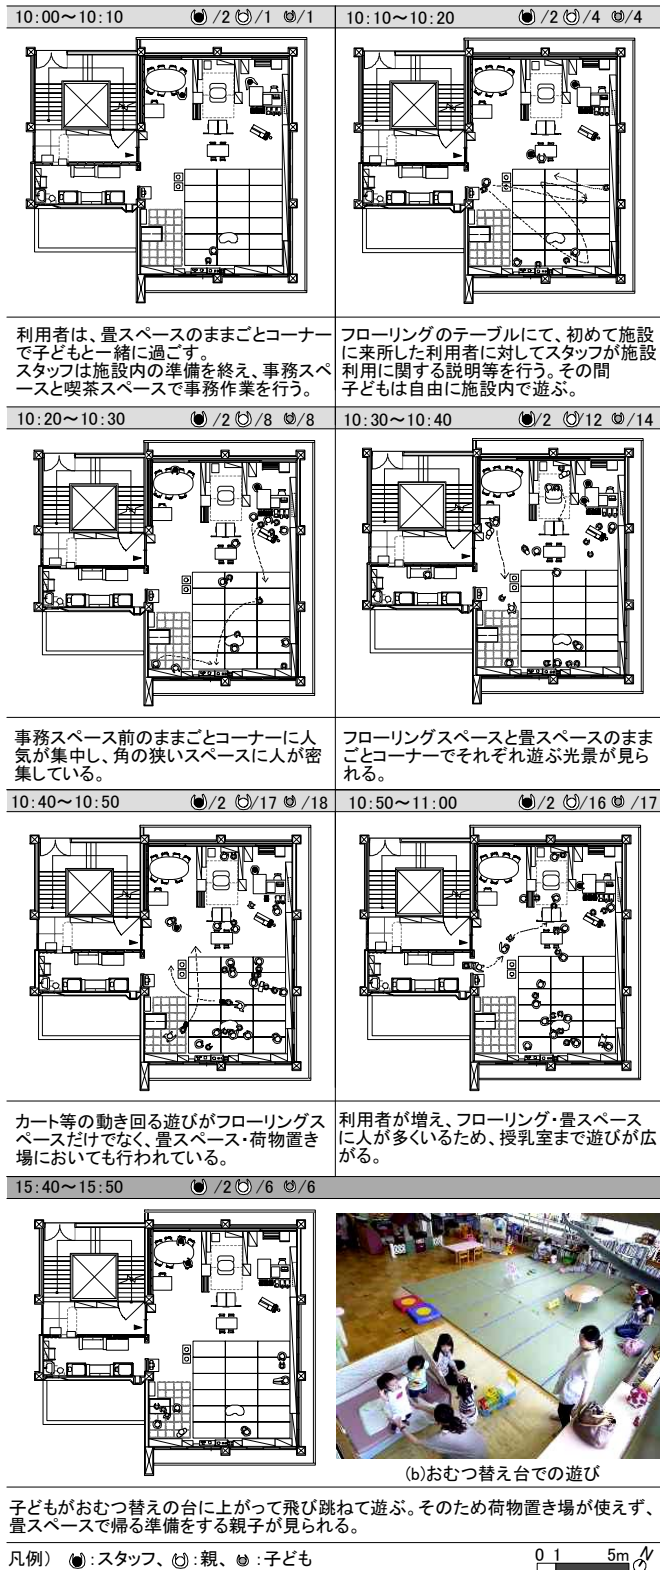 10:00～10:10 /2 /1 /1
10:10～10:20 /2 /4 /4
利用者は、畳スペースのままごとコーナー
で子どもと一緒に過ごす。
スタッフは施設内の準備を終え、事務スペ
ースと喫茶スペースで事務作業を行う。
フローリングのテーブルにて、初めて施設
に来所した利用者に対してスタッフが施設
利用に関する説明等を行う。その間
子どもは自由に施設内で遊ぶ。
10:20～10:30 /2 /8 /8
10:30～10:40 /2 /12 /14
事務スペース前のままごとコーナーに人
気が集中し、角の狭いスペースに人が密
集している。
フローリングスペースと畳スペースのまま
ごとコーナーでそれぞれ遊ぶ光景が見ら
れる。
10:40～10:50 /2 /17 /18
10:50～11:00 /2 /16 /17
カート等の動き回る遊びがフローリングス
ペースだけでなく、畳スペース・荷物置き
場においても行われている。
利用者が増え、フローリング・畳スペース
に人が多くいるため、授乳室まで遊びが広
がる。
15:40～15:50 /2 /6 /6
(b)おむつ替え台での遊び
子どもがおむつ替えの台に上がって飛び跳ねて遊ぶ。そのため荷物置き場が使えず、
畳スペースで帰る準備をする親子が見られる。
凡例） :スタッフ、 :親、 :子ども
0 1 5m N